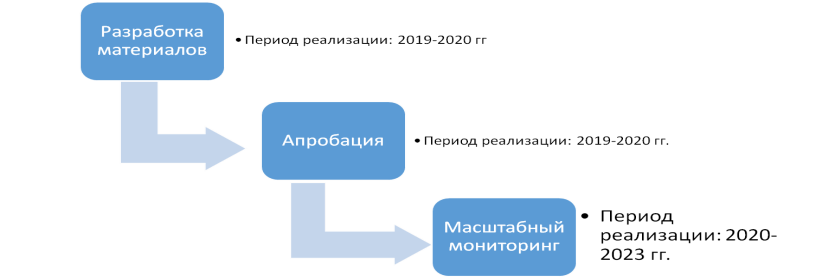 Разработка
материалов
• Период реализации: 2019-2020 гг
Апробация
• Период реализации: 2019-2020 гг.
Масштабный
мониторинг
• Период
реализации: 2020-
2023 гг.